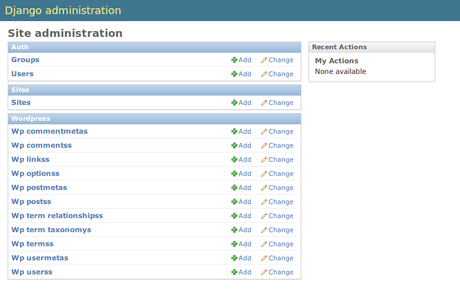 Django administration
Site administration
Auth
Groups Add Change
Users Add Change
Sites
Sites Add Change
Wordpress
Wp commentmetas Add Change
Wp commentss Add Change
Wp linkss Add Change
Wp optionss Add Change
Wp postmetas Add Change
Wp postss Add Change
Wp term relationshipss Add Change
Wp term taxonomys Add Change
Wp termss Add Change
Wp usermetas Add Change
Wp userss Add Change
Recent Actions
My Actions
None available